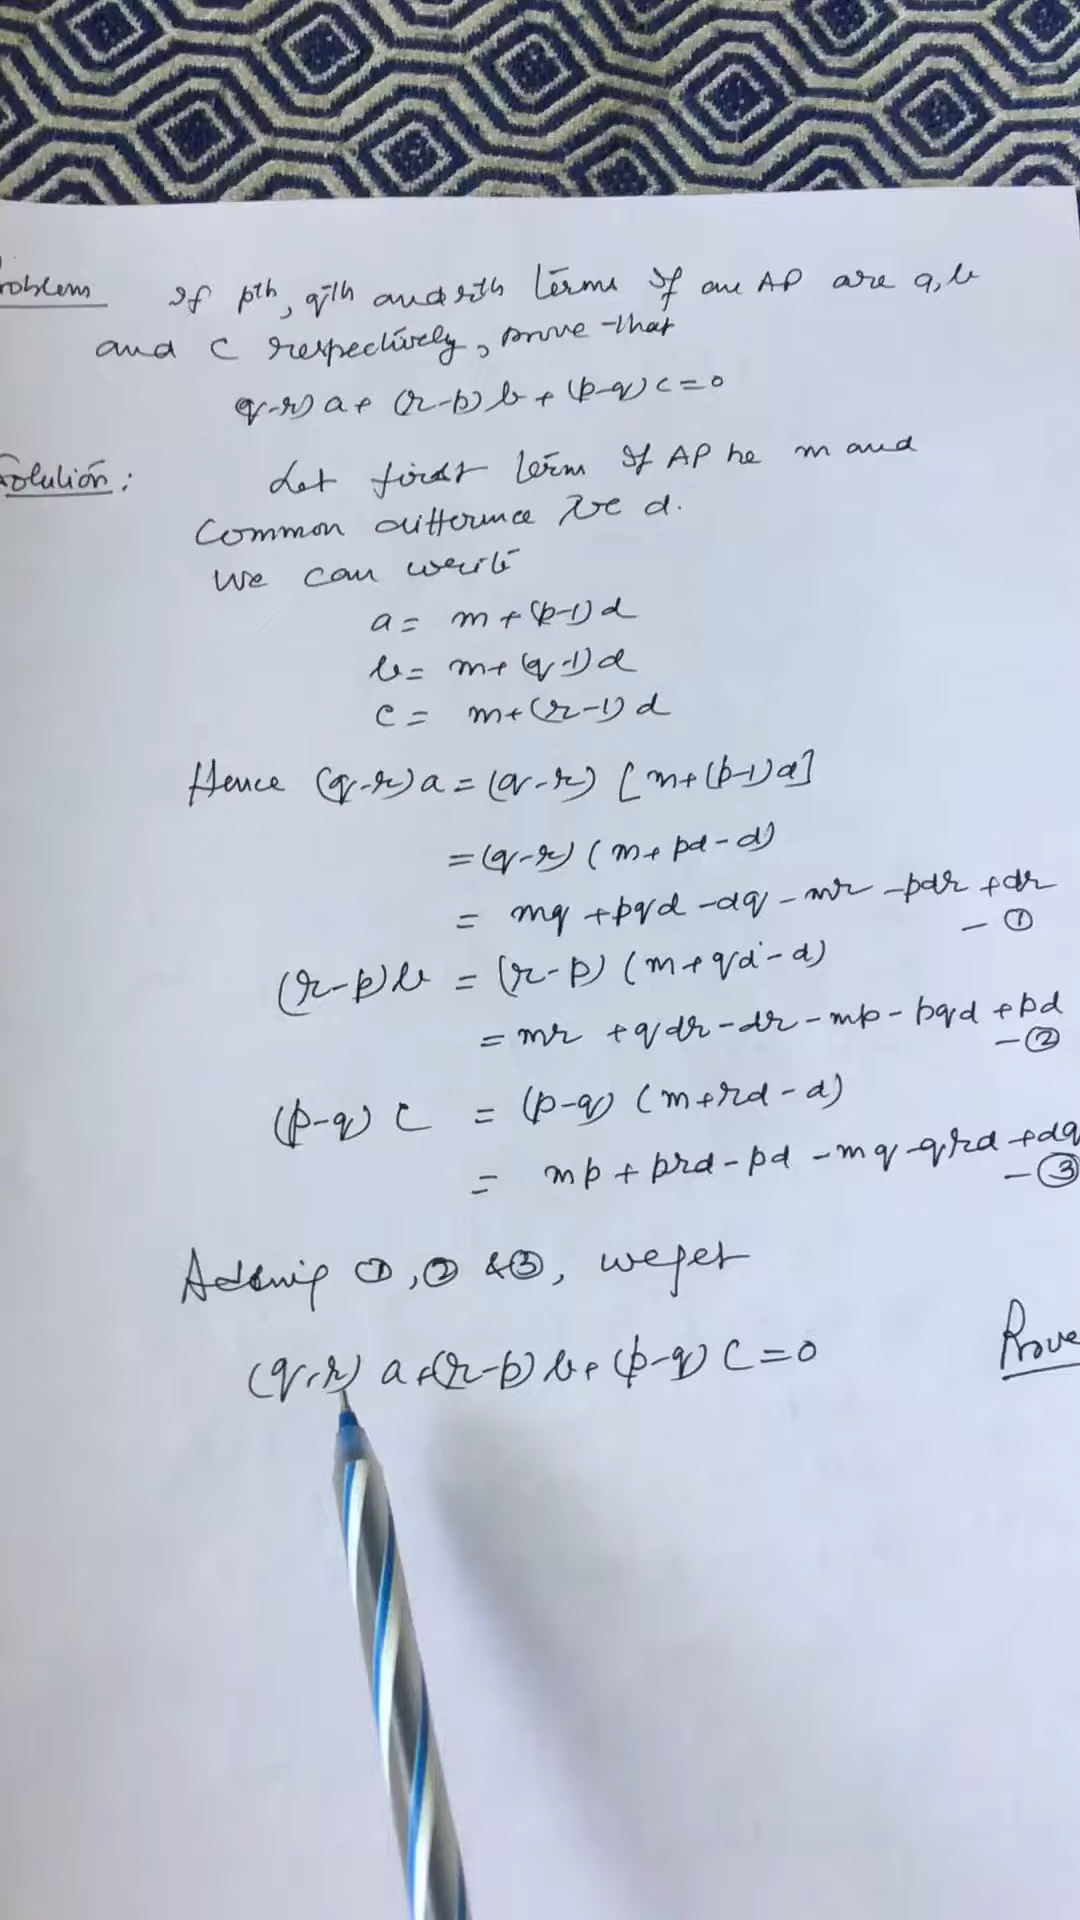 roblem If pth, qth and rth terms of an AP are a, b
and c respectively, prove that
q-r) a + (r-p) b + (p-q) c = 0
Solution: Let first term of AP be m and
Common difference be d.
We can write
a = m + (p-1) d
b = m + (q-1) d
c = m + (r-1) d
Hence (q-r) a = (q-r) [m + (p-1) d]
= (q-r) (m + pd - d)
= mq + pqd - dq - mr - pdr + dr
- ①
(r-p) b = (r-p) (m + qd - d)
= mr + qdr - dr - mp - pqd + pd
- ②
(p-q) c = (p-q) (m + rd - d)
= mp + prd - pd - mq - qrd + dq
- ③
Adding ①, ② & ③, we get
(q-r) a + (r-p) b + (p-q) c = 0 Prove